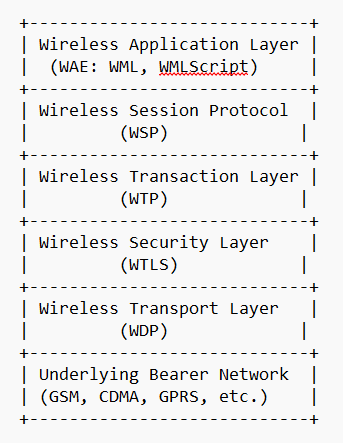 +-----------------------------+
| Wireless Application Layer |
|  (WAE: WML, WMLScript)     |
+-----------------------------+
| Wireless Session Protocol  |
|         (WSP)             |
+-----------------------------+
| Wireless Transaction Layer |
|         (WTP)             |
+-----------------------------+
| Wireless Security Layer    |
|         (WTLS)            |
+-----------------------------+
| Wireless Transport Layer   |
|         (WDP)             |
+-----------------------------+
| Underlying Bearer Network  |
| (GSM, CDMA, GPRS, etc.)    |
+-----------------------------+